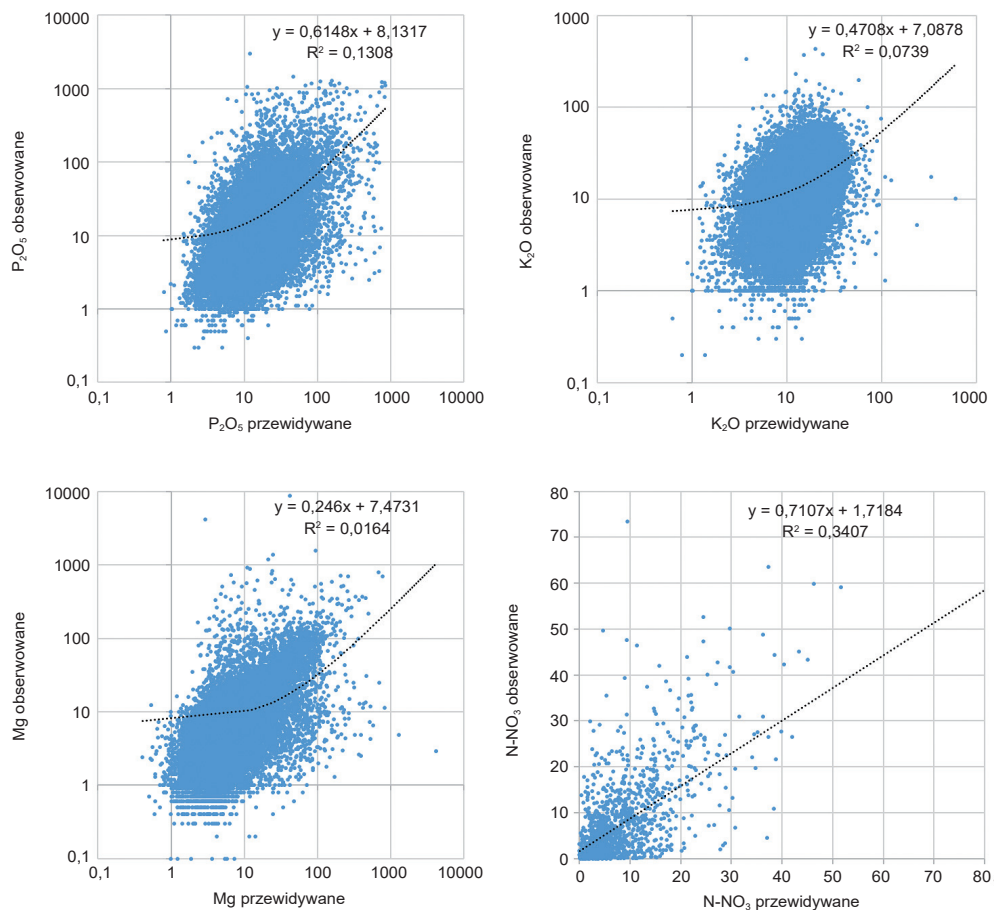 y = 0,6148x + 8,1317
R² = 0,1308
10000
1000
100
10
1
0,1
P₂O₅ obserwowane
0,1 1 10 100 1000 10000
P₂O₅ przewidywane
y = 0,4708x + 7,0878
R² = 0,0739
1000
100
10
1
0,1
K₂O obserwowane
0,1 1 10 100 1000
K₂O przewidywane
y = 0,246x + 7,4731
R² = 0,0164
10000
1000
100
10
1
0,1
Mg obserwowane
0,1 1 10 100 1000 10000
Mg przewidywane
y = 0,7107x + 1,7184
R² = 0,3407
80
70
60
50
40
30
20
10
0
N-NO₃ obserwowane
0 10 20 30 40 50 60 70 80
N-NO₃ przewidywane